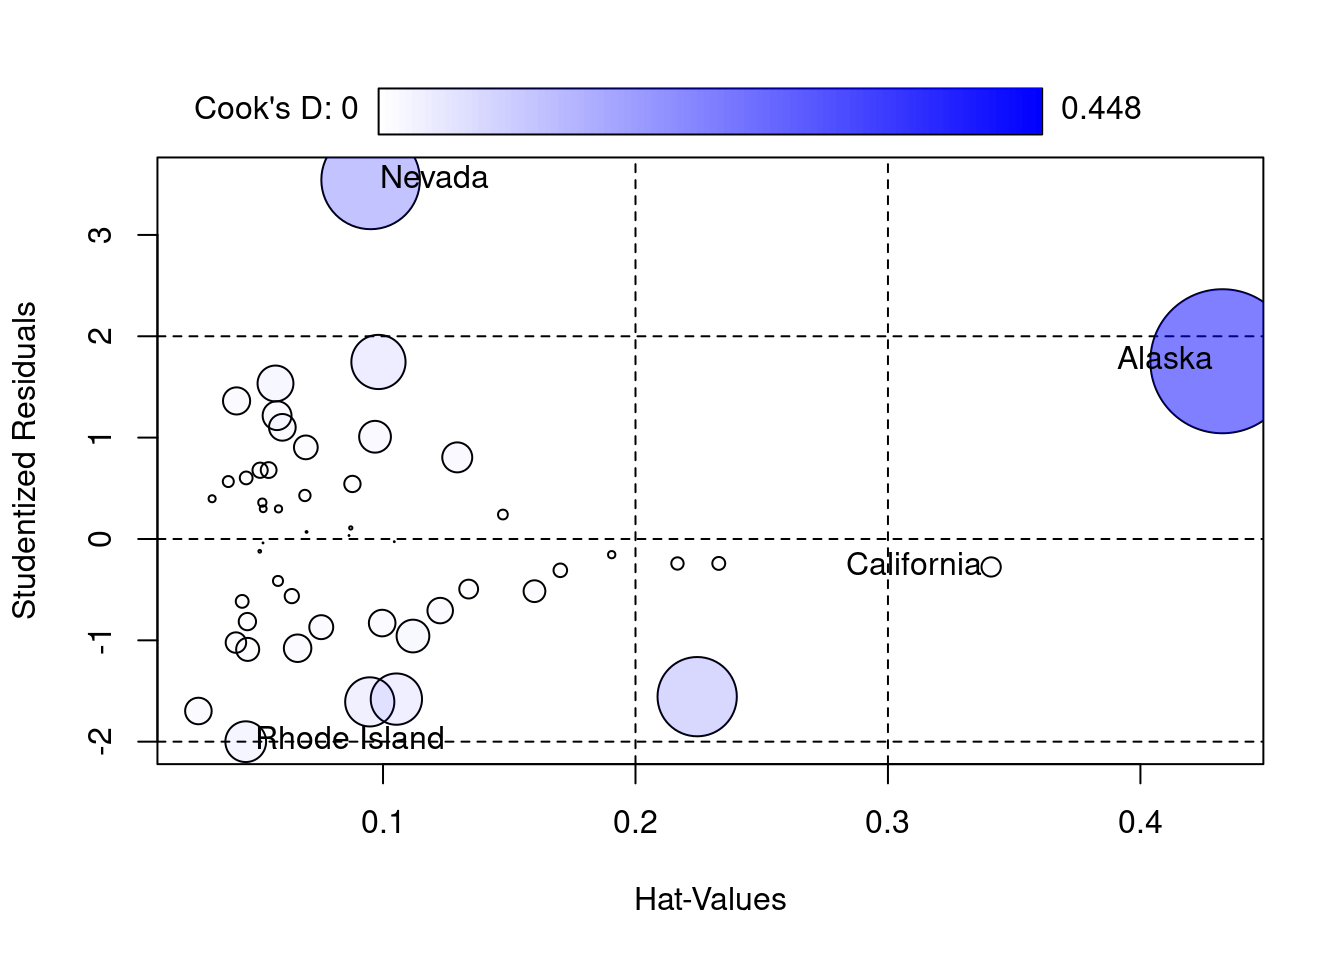 Cook's D: 0 0.448
Nevada
3
2
Alaska
1
0
California
-1
-2
Rhode Island
Studentized Residuals
0.1 0.2 0.3 0.4
Hat-Values